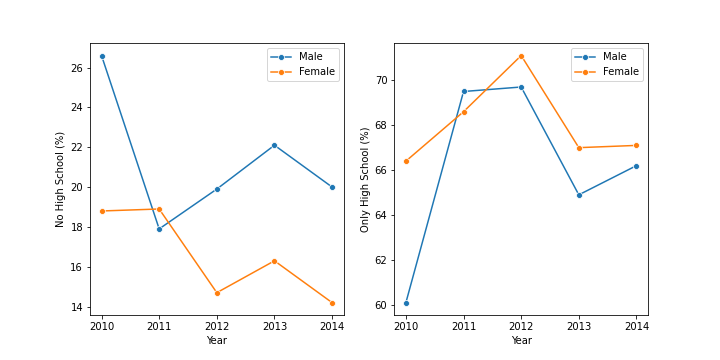 No High School (%)
26
24
22
20
18
16
14
2010 2011 2012 2013 2014
Year
Male
Female
Only High School (%)
70
68
66
64
62
60
2010 2011 2012 2013 2014
Year
Male
Female